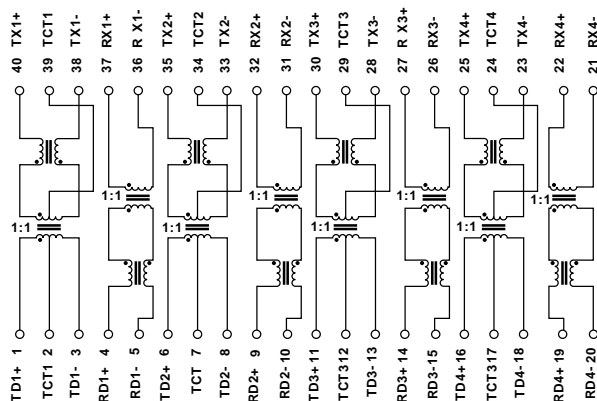 40 TX1+
39 TCT1
38 TX1-
37 RX1+
36 R X1-
35 TX2+
34 TCT2
33 TX2-
32 RX2+
31 RX2-
30 TX3+
29 TCT3
28 TX3-
27 R X3+
26 RX3-
25 TX4+
24 TCT4
23 TX4-
22 RX4+
21 RX4-
1:1
1:1
1:1
1:1
1:1
1:1
1:1
1:1
TD1+ 1
TCT1 2
TD1- 3
RD1+ 4
RD1- 5
TD2+ 6
TCT 7
TD2- 8
RD2+ 9
RD2- 10
TD3+ 11
TCT312
TD3- 13
RD3+ 14
RD3-15
TD4+16
TCT317
TD4-18
RD4+ 19
RD4- 20